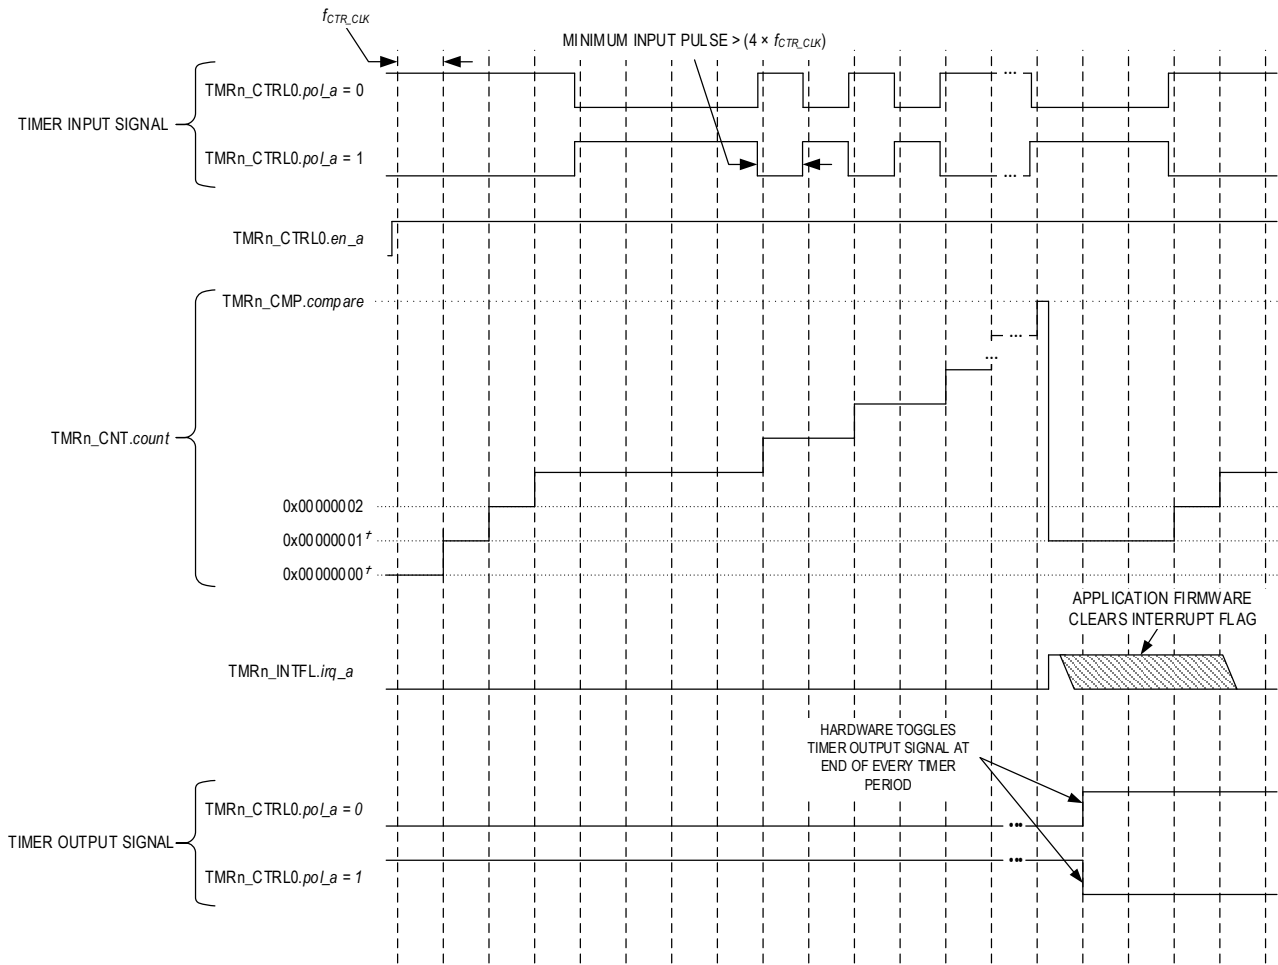 fCTR_CLK
MINIMUM INPUT PULSE > (4 × fCTR_CLK)
TMRn_CTRL0.pol_a = 0
...
TIMER INPUT SIGNAL
TMRn_CTRL0.pol_a = 1
...
TMRn_CTRL0.en_a
TMRn_CMP.compare
...
...
TMRn_CNT.count
0x00000002
0x00000001†
0x00000000†
APPLICATION FIRMWARE
CLEARS INTERRUPT FLAG
TMRn_INTFL.irq_a
HARDWARE TOGGLES
TIMER OUTPUT SIGNAL AT
END OF EVERY TIMER
PERIOD
TMRn_CTRL0.pol_a = 0
...
TIMER OUTPUT SIGNAL
...
TMRn_CTRL0.pol_a = 1